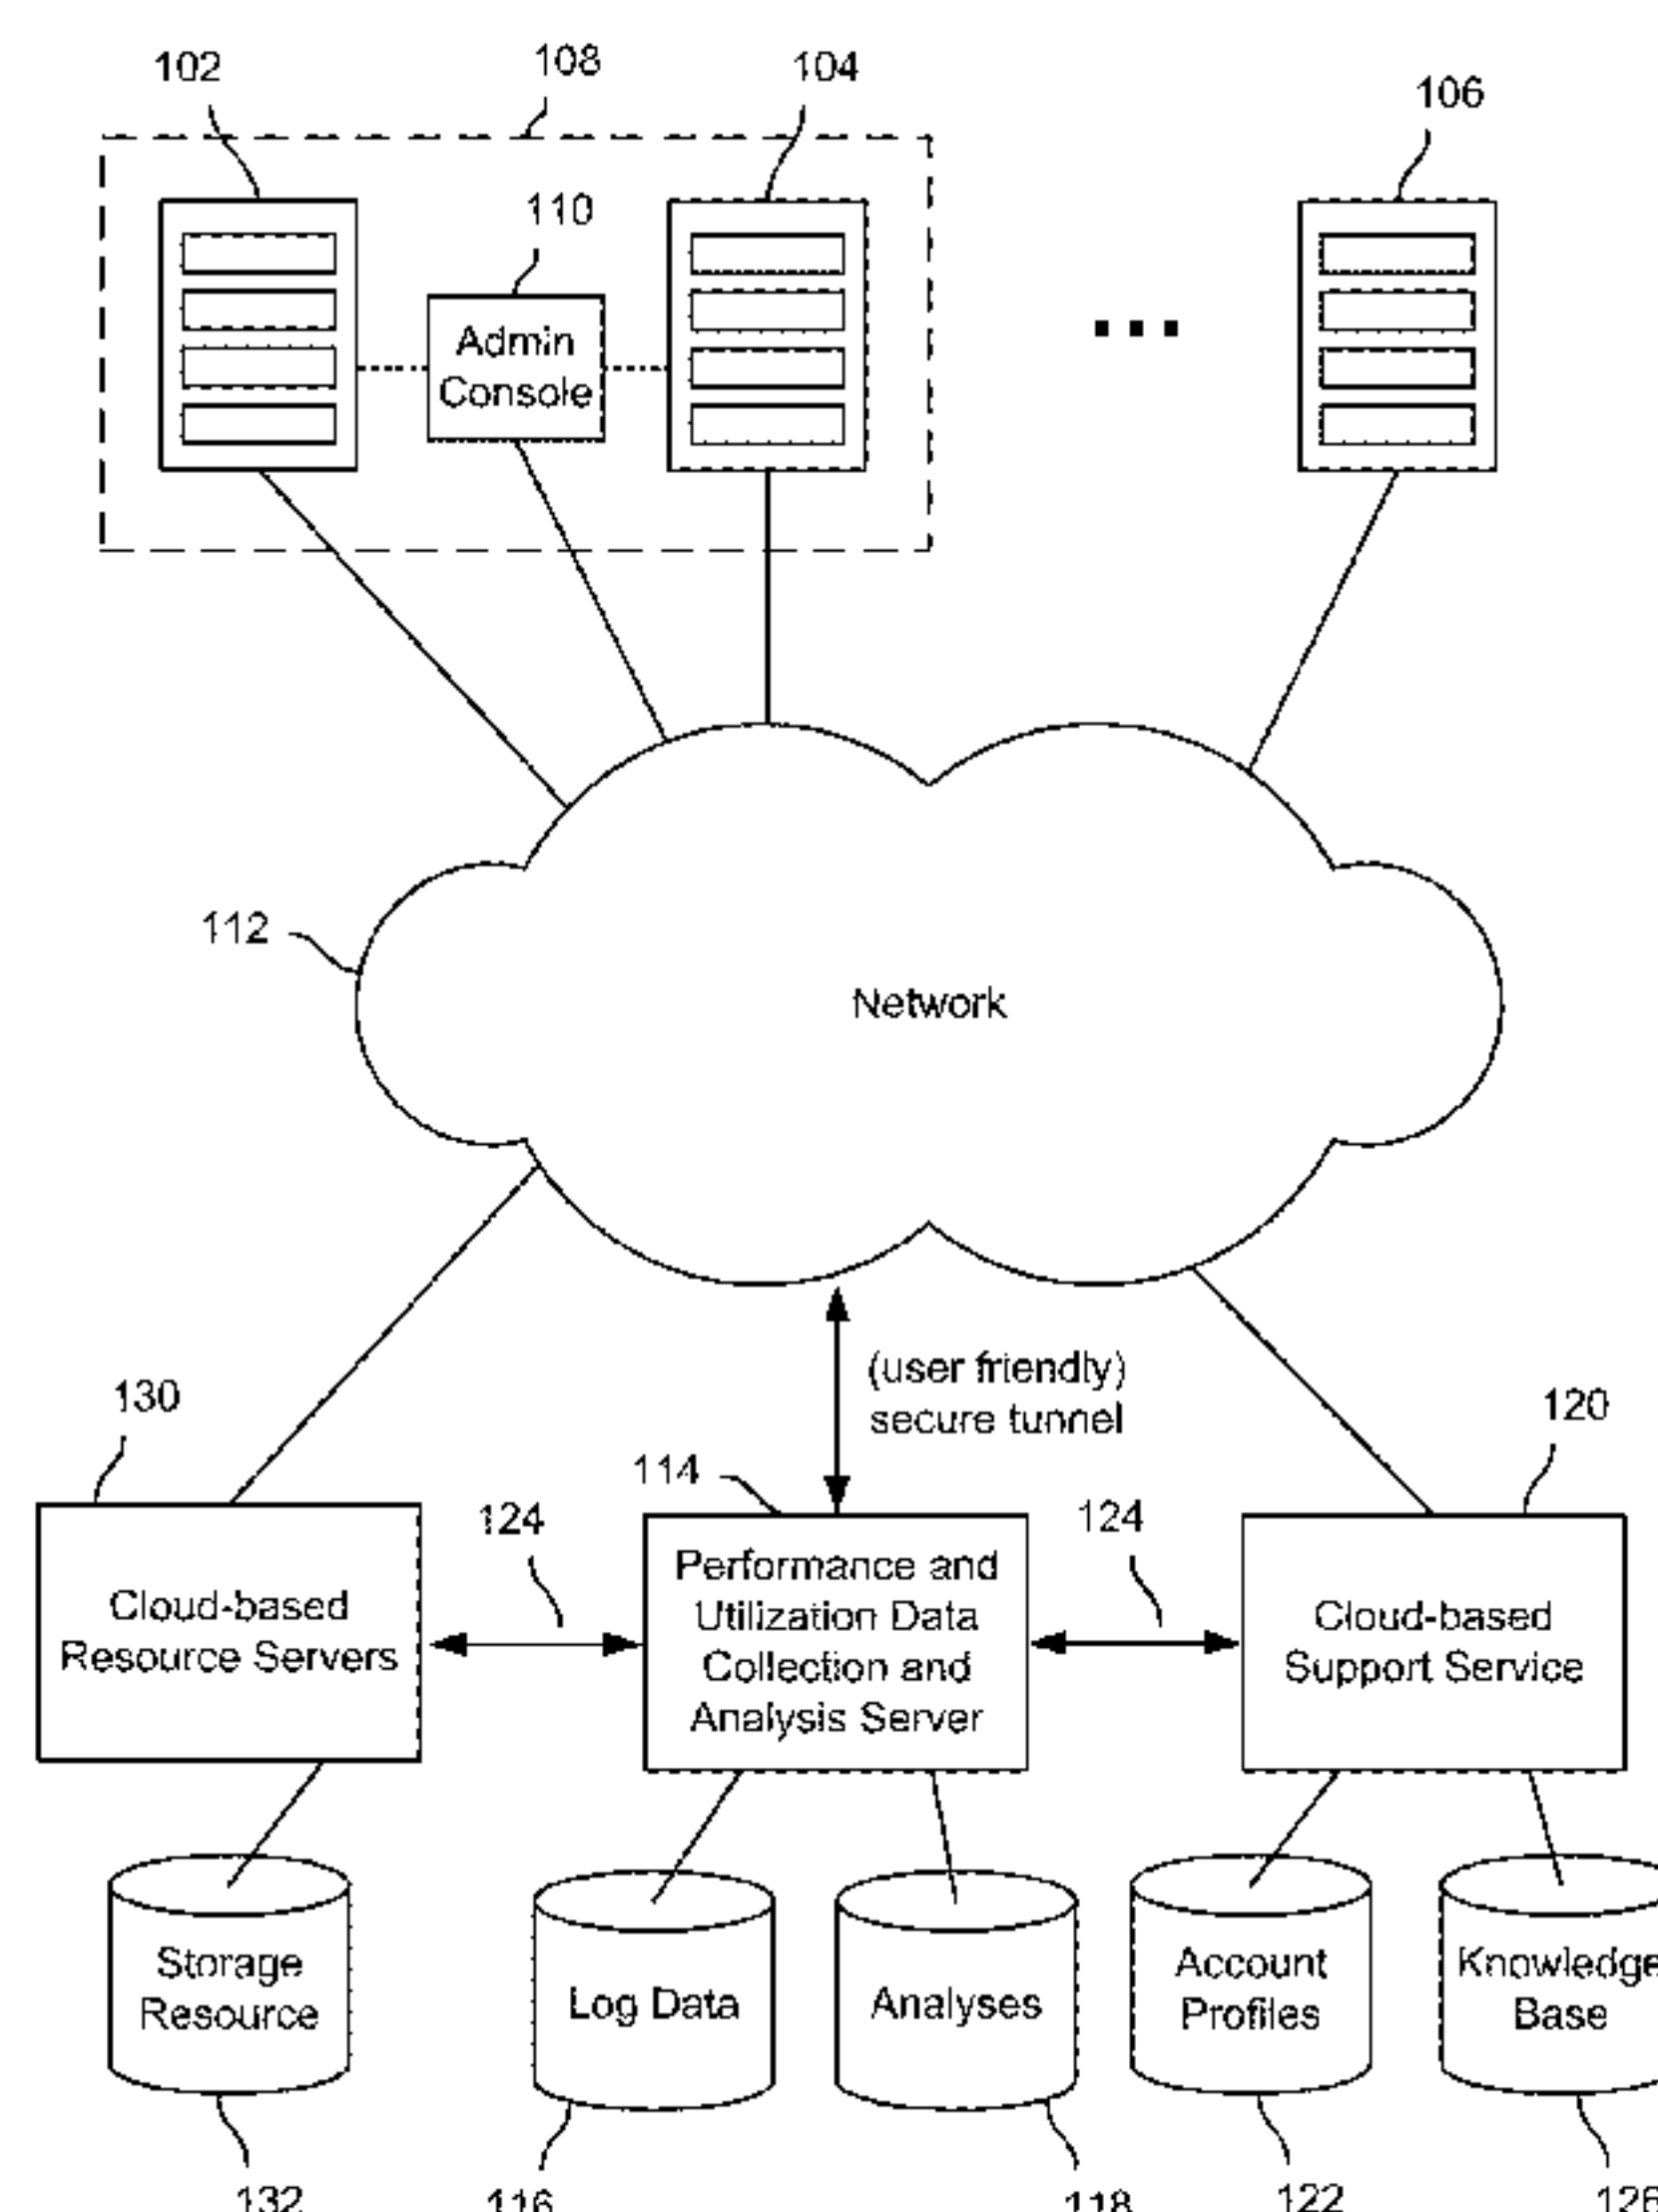 102
108
104
106
110
Admin
Console
112
Network
(user friendly)
secure tunnel
130
120
114
124
124
Cloud-based
Resource Servers
Performance and
Utilization Data
Collection and
Analysis Server
Cloud-based
Support Service
Storage
Resource
Log Data
Analyses
Account
Profiles
Knowledge
Base
132
116
118
122